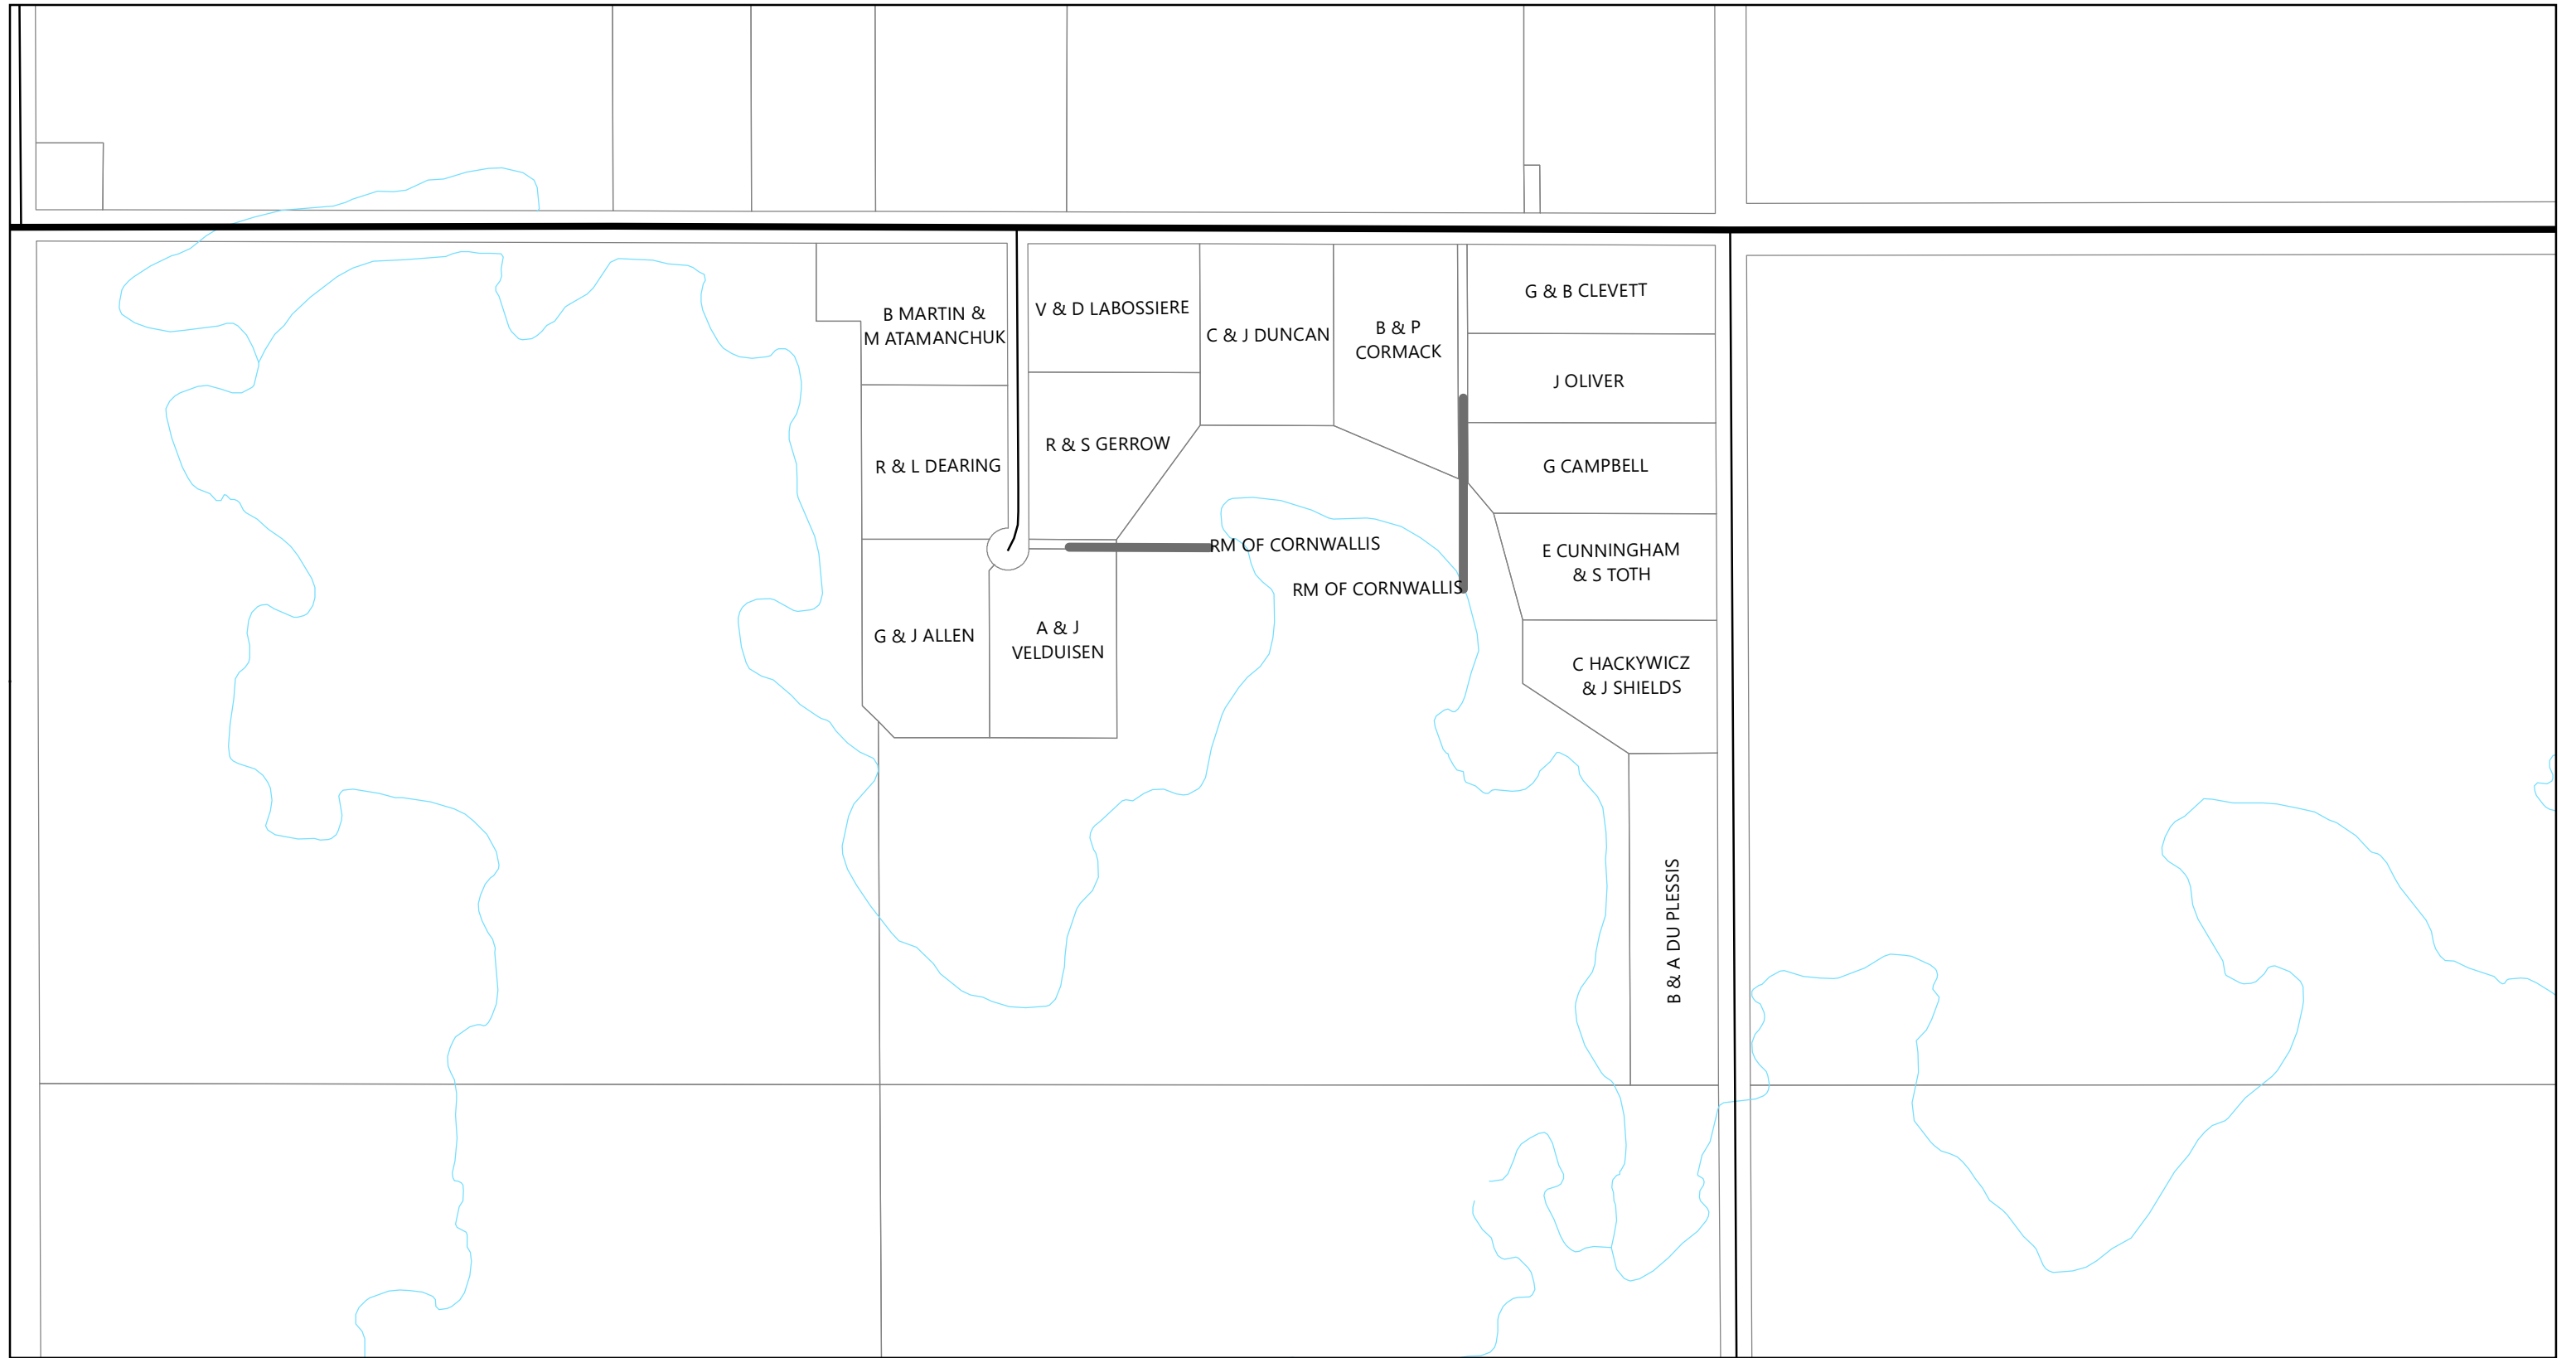 B MARTIN &
M ATAMANCHUK
V & D LABOSSIERE
C & J DUNCAN
B & P
CORMACK
G & B CLEVETT
J OLIVER
R & L DEARING
R & S GERROW
G CAMPBELL
RM OF CORNWALLIS
E CUNNINGHAM
& S TOTH
RM OF CORNWALLIS
G & J ALLEN
A & J
VELDUISEN
C HACKYWICZ
& J SHIELDS
B & A DU PLESSIS